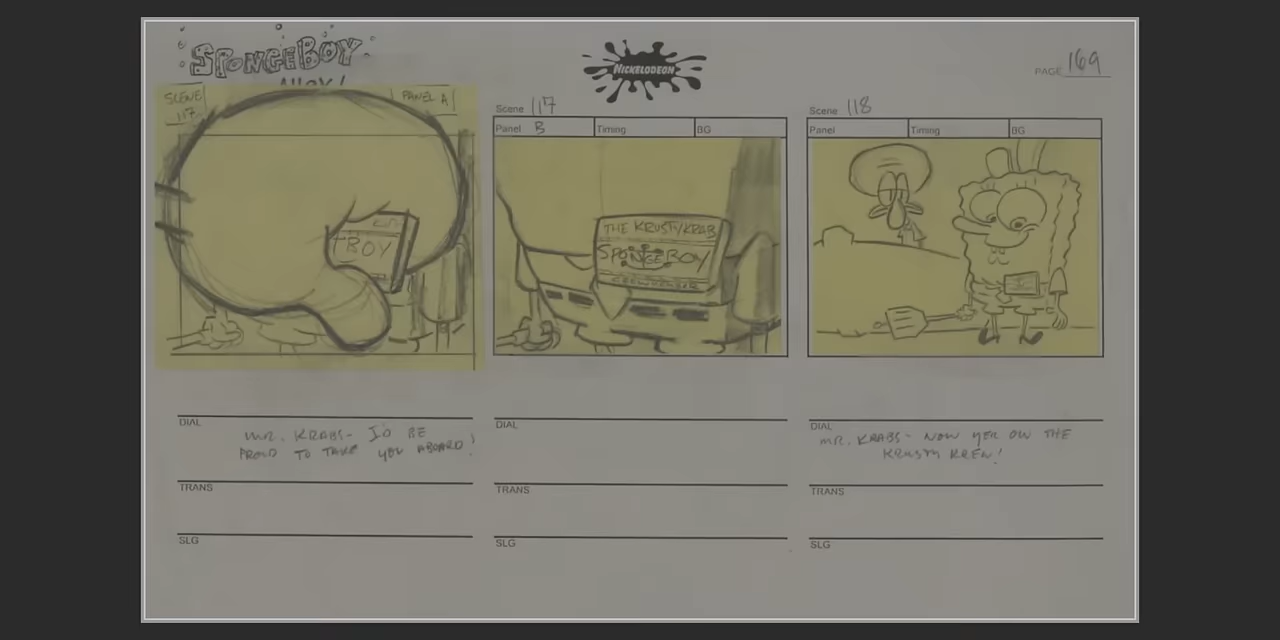 SPONGEBOY
AHOY!
NICKELODEON
PAGE 169
SCENE
117
PANEL A
BOY
Scene 117
Panel B
Timing
BG
THE KRUSTY KRAB
SPONGEBOY
Scene 118
Panel
Timing
BG
DIAL
MR. KRABS- I'D BE
PROUD TO TAKE YEW ABOARD!
TRANS
SLG
DIAL
TRANS
SLG
DIAL
MR. KRABS- NOW YER ON THE
KRUSTY KREW!
TRANS
SLG